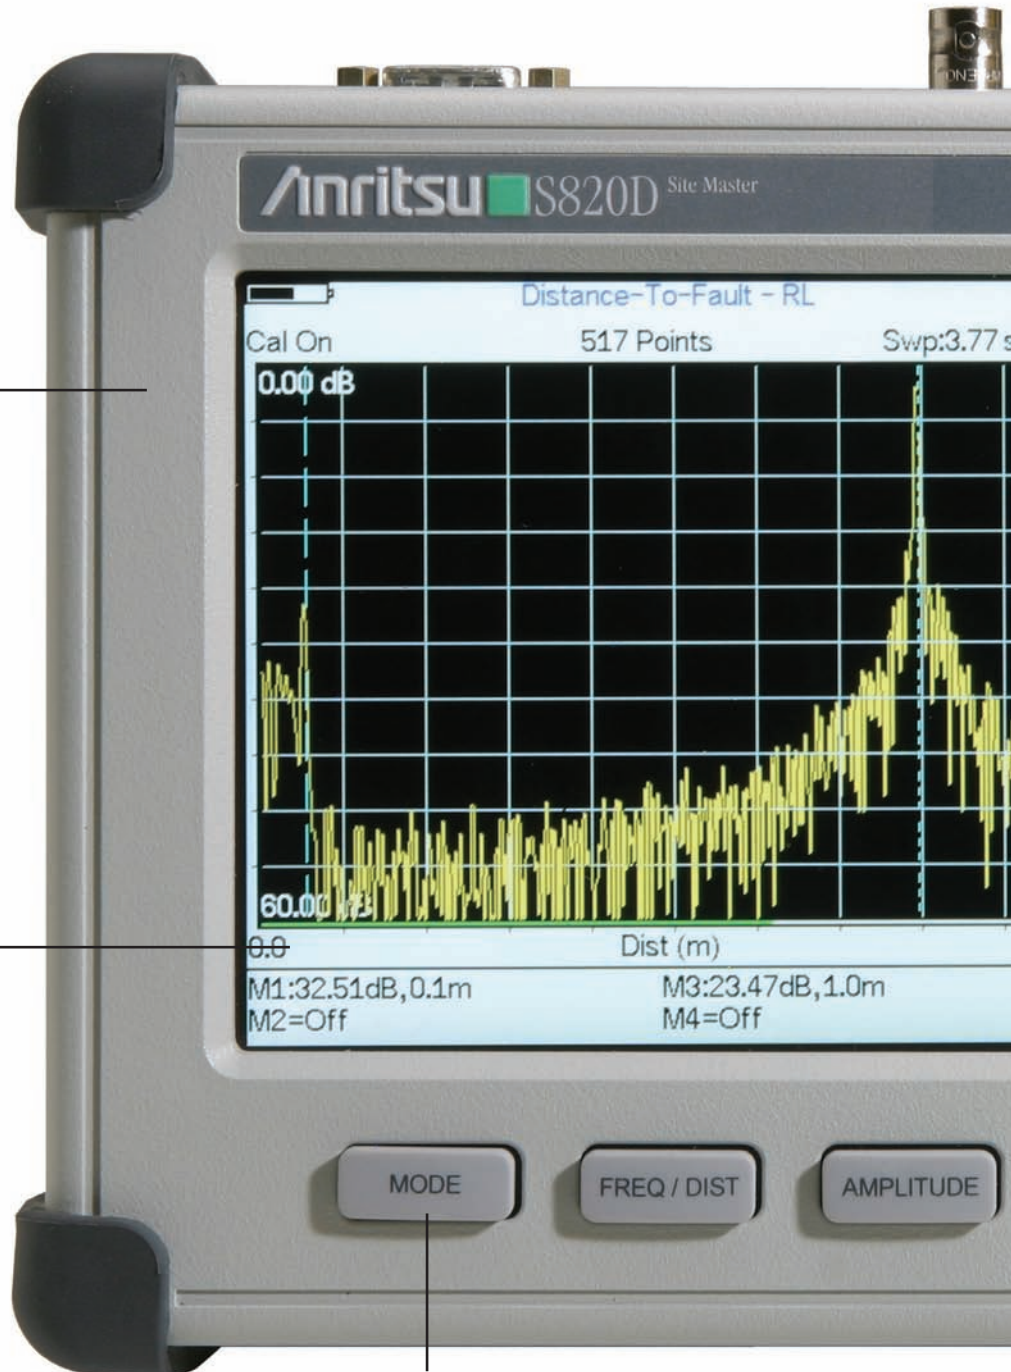 Anritsu S820D Site Master
Distance-To-Fault - RL
Cal On 517 Points Swp:3.77 s
0.00 dB
60.00
0.0 Dist (m)
M1:32.51dB,0.1m M3:23.47dB,1.0m
M2=Off M4=Off
MODE FREQ / DIST AMPLITUDE